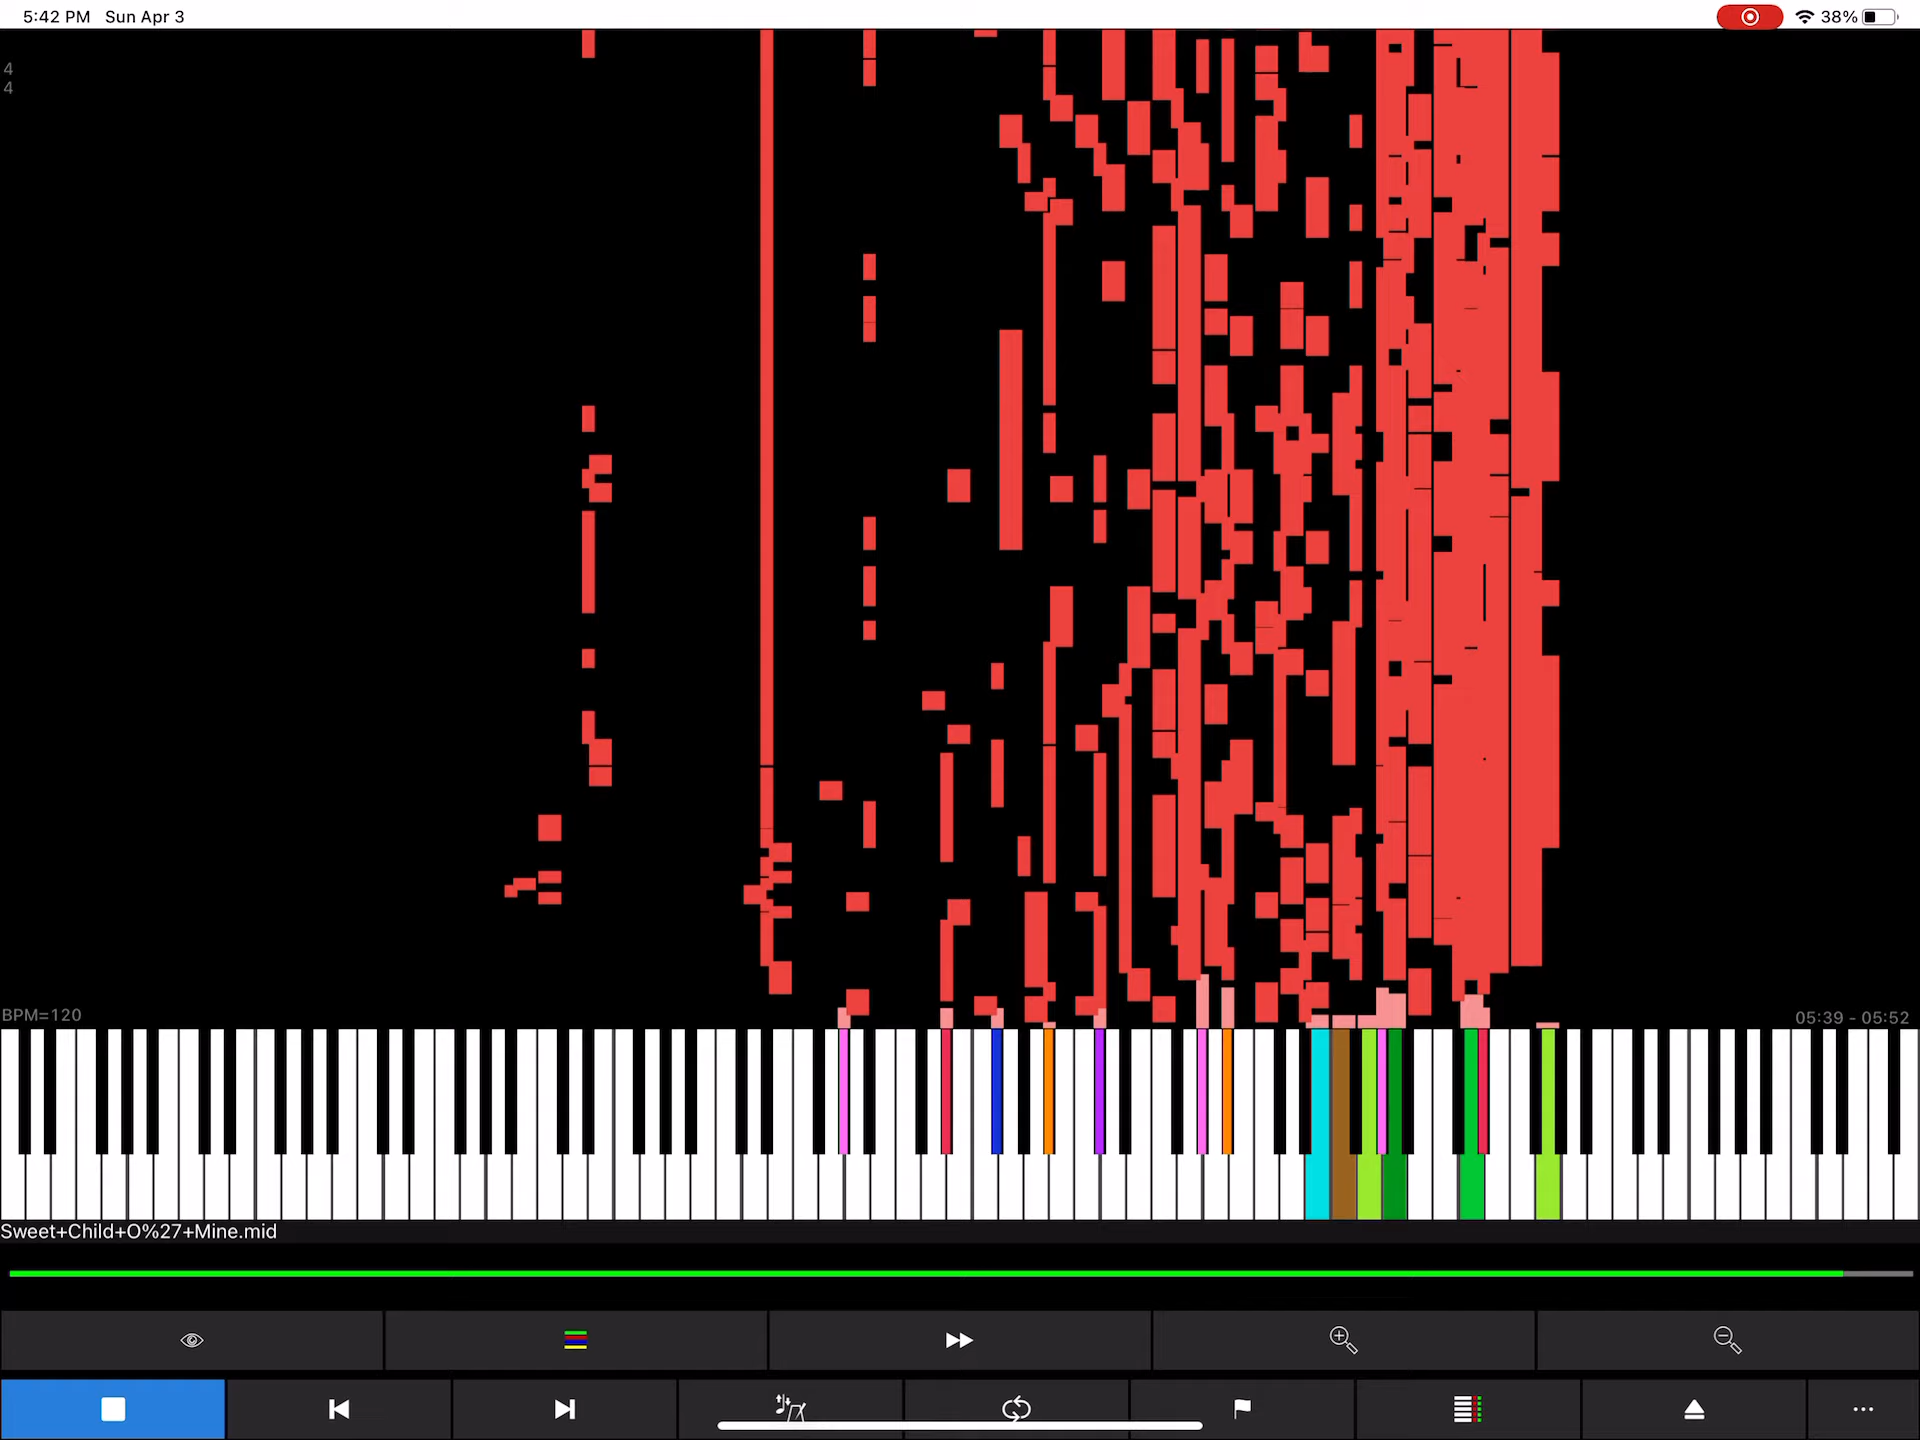 5:42 PM Sun Apr 3
38%
4
4
BPM=120
05:39 - 05:52
Sweet+Child+O%27+Mine.mid